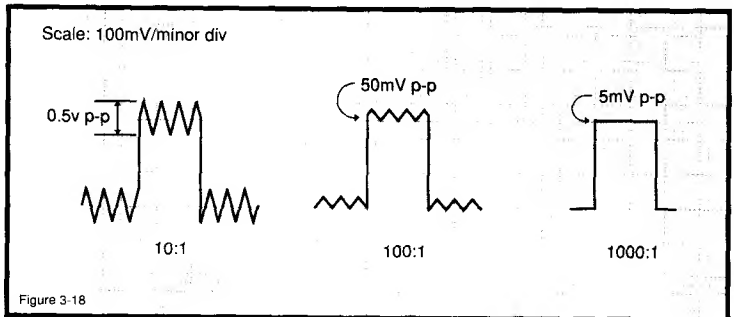 Scale: 100mV/minor div
0.5v p-p
50mV p-p
5mV p-p
10:1
100:1
1000:1
Figure 3-18